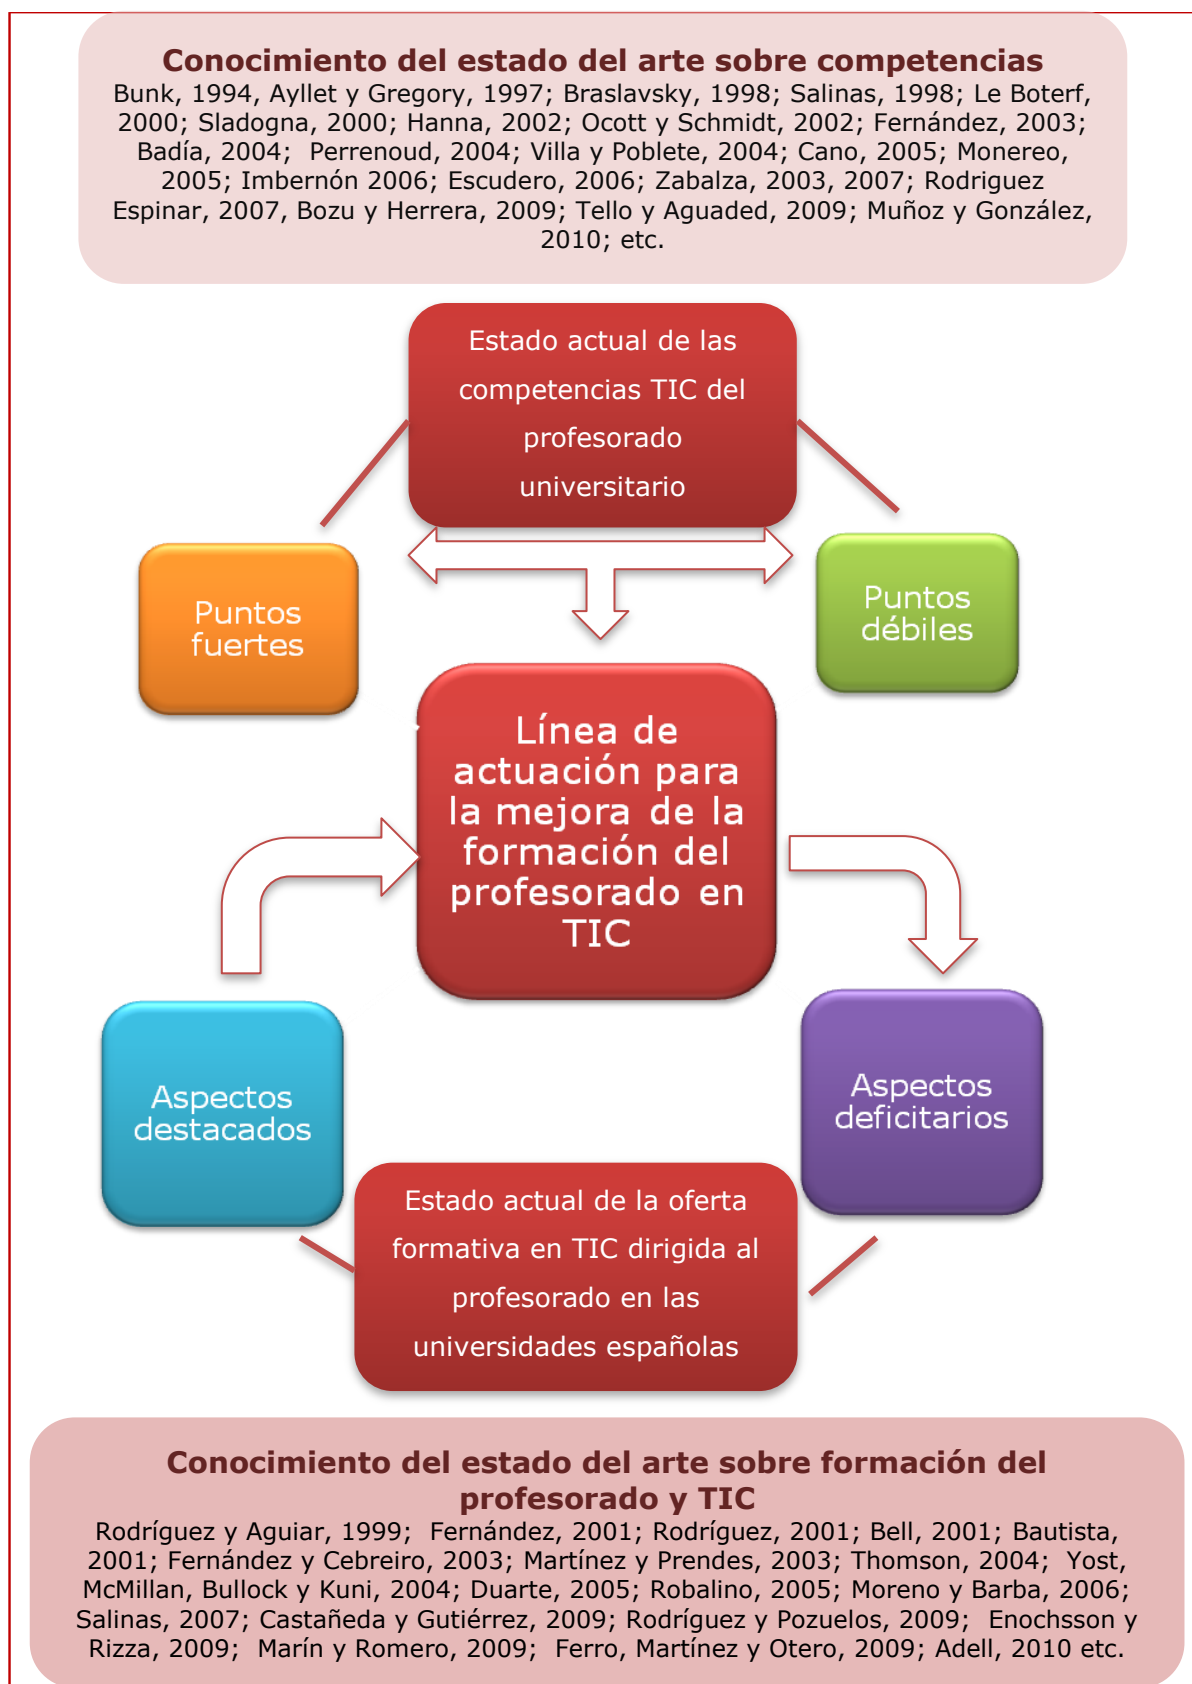 Conocimiento del estado del arte sobre competencias
Bunk, 1994, Ayllet y Gregory, 1997; Braslavsky, 1998; Salinas, 1998; Le Boterf,
2000; Sladogna, 2000; Hanna, 2002; Ocott y Schmidt, 2002; Fernández, 2003;
Badía, 2004; Perrenoud, 2004; Villa y Poblete, 2004; Cano, 2005; Monereo,
2005; Imbernón 2006; Escudero, 2006; Zabalza, 2003, 2007; Rodriguez
Espinar, 2007, Bozu y Herrera, 2009; Tello y Aguaded, 2009; Muñoz y González,
2010; etc.
Estado actual de las
competencias TIC del
profesorado
universitario
Puntos
fuertes
Puntos
débiles
Línea de
actuación para
la mejora de la
formación del
profesorado en
TIC
Aspectos
destacados
Aspectos
deficitarios
Estado actual de la oferta
formativa en TIC dirigida al
profesorado en las
universidades españolas
Conocimiento del estado del arte sobre formación del
profesorado y TIC
Rodríguez y Aguiar, 1999; Fernández, 2001; Rodríguez, 2001; Bell, 2001; Bautista,
2001; Fernández y Cebreiro, 2003; Martínez y Prendes, 2003; Thomson, 2004; Yost,
McMillan, Bullock y Kuni, 2004; Duarte, 2005; Robalino, 2005; Moreno y Barba, 2006;
Salinas, 2007; Castañeda y Gutiérrez, 2009; Rodríguez y Pozuelos, 2009; Enochsson y
Rizza, 2009; Marín y Romero, 2009; Ferro, Martínez y Otero, 2009; Adell, 2010 etc.